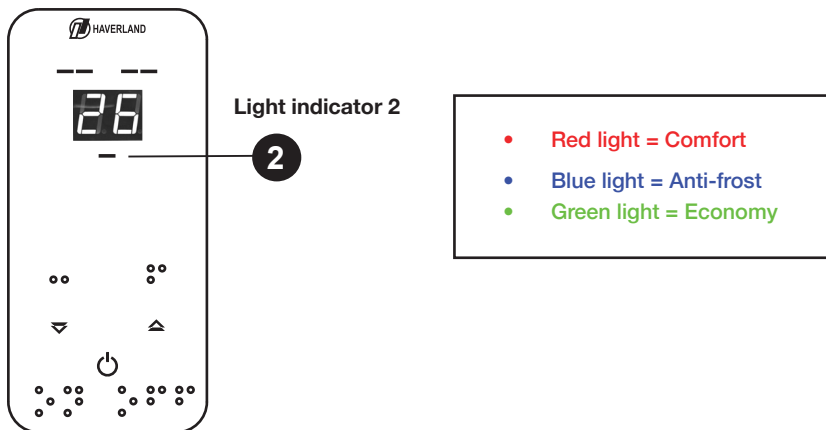 HAVERLAND
26
Light indicator 2
2
• Red light = Comfort
• Blue light = Anti-frost
• Green light = Economy